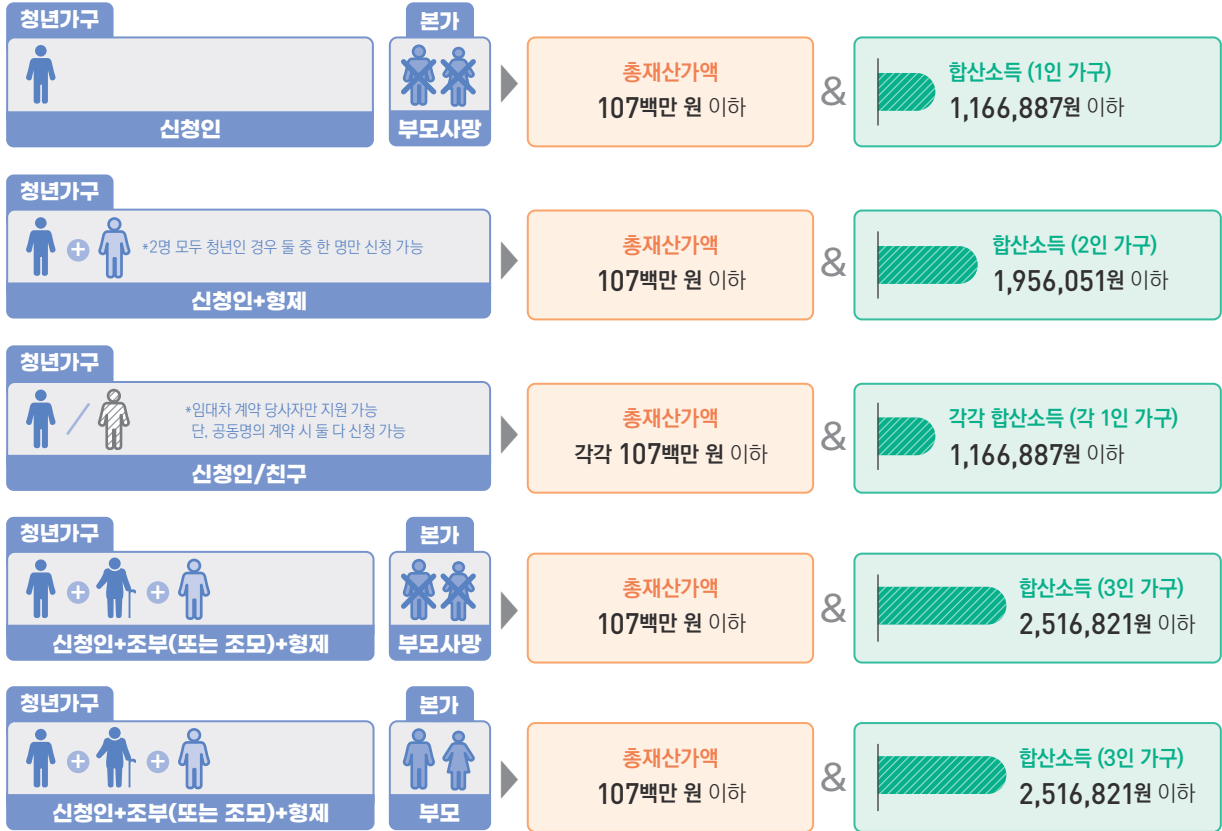 청년가구
본가
신청인
부모사망
총재산가액
107백만 원 이하
&
합산소득 (1인 가구)
1,166,887원 이하
청년가구
*2명 모두 청년인 경우 둘 중 한 명만 신청 가능
신청인+형제
총재산가액
107백만 원 이하
&
합산소득 (2인 가구)
1,956,051원 이하
청년가구
*임대차 계약 당사자만 지원 가능
단, 공동명의 계약 시 둘 다 신청 가능
신청인/친구
총재산가액
각각 107백만 원 이하
&
각각 합산소득 (각 1인 가구)
1,166,887원 이하
청년가구
본가
신청인+조부(또는 조모)+형제
부모사망
총재산가액
107백만 원 이하
&
합산소득 (3인 가구)
2,516,821원 이하
청년가구
본가
신청인+조부(또는 조모)+형제
부모
총재산가액
107백만 원 이하
&
합산소득 (3인 가구)
2,516,821원 이하